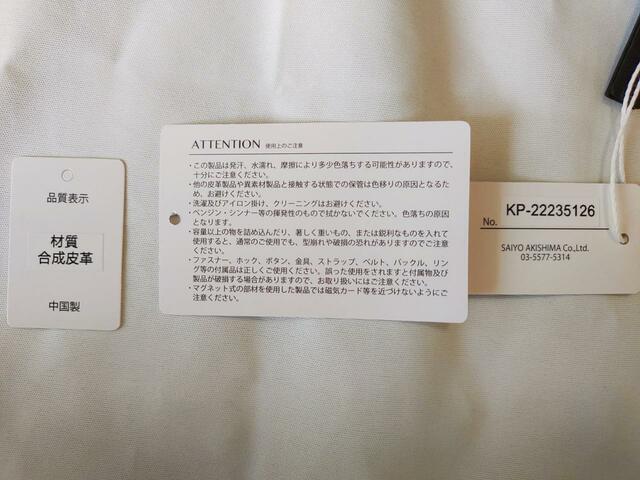 品質表示
材質
合成皮革
中国製
ATTENTION 使用上のご注意
・この製品は発汗、水濡れ、摩擦により多少色落ちする可能性がありますので、
十分にご注意ください。
・他の皮革製品や異素材製品と接触する状態での保管は色移りの原因となるた
め、お避けください。
・洗濯及びアイロン掛け、クリーニングはお避けください。
・ベンジン・シンナー等の揮発性のもので拭かないでください。色落ちの原因
となります。
・容量以上の物を詰め込んだり、著しく重いもの、または鋭利なものを入れて
使用すると、通常のご使用でも、型崩れや破損の恐れがありますのでご注意
ください。
・ファスナー、ホック、ボタン、金具、ストラップ、ベルト、バックル、リン
グ等の付属品は正しくご使用ください。誤った使用をされますと付属物及び
製品が破損する場合がありますので、お取り扱いにはご注意ください。
・マグネット式の部材を使用した製品では磁気カード等を近づけないようにご
注意ください。
No. KP-22235126
SAIYO AKISHIMA Co.,Ltd.
03-5577-5314